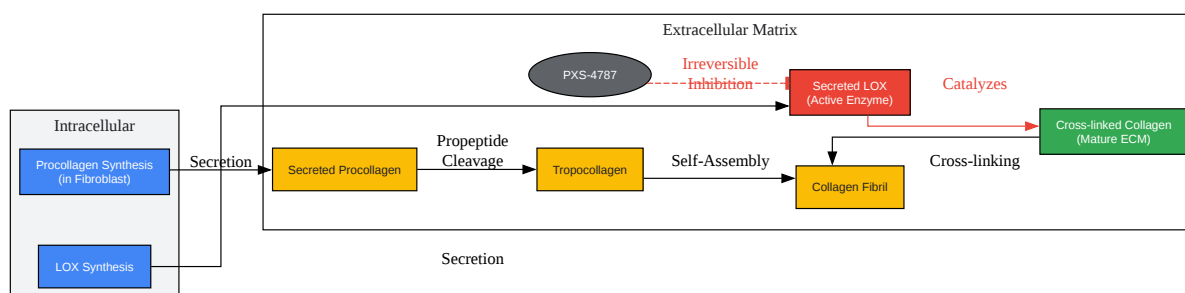 Extracellular Matrix
PXS-4787
Irreversible
Inhibition
Secreted LOX
(Active Enzyme)
Catalyzes
Intracellular
Procollagen Synthesis
(in Fibroblast)
Secretion
Secreted Procollagen
Propeptide
Cleavage
Tropocollagen
Self-Assembly
Collagen Fibril
Cross-linking
Cross-linked Collagen
(Mature ECM)
LOX Synthesis
Secretion